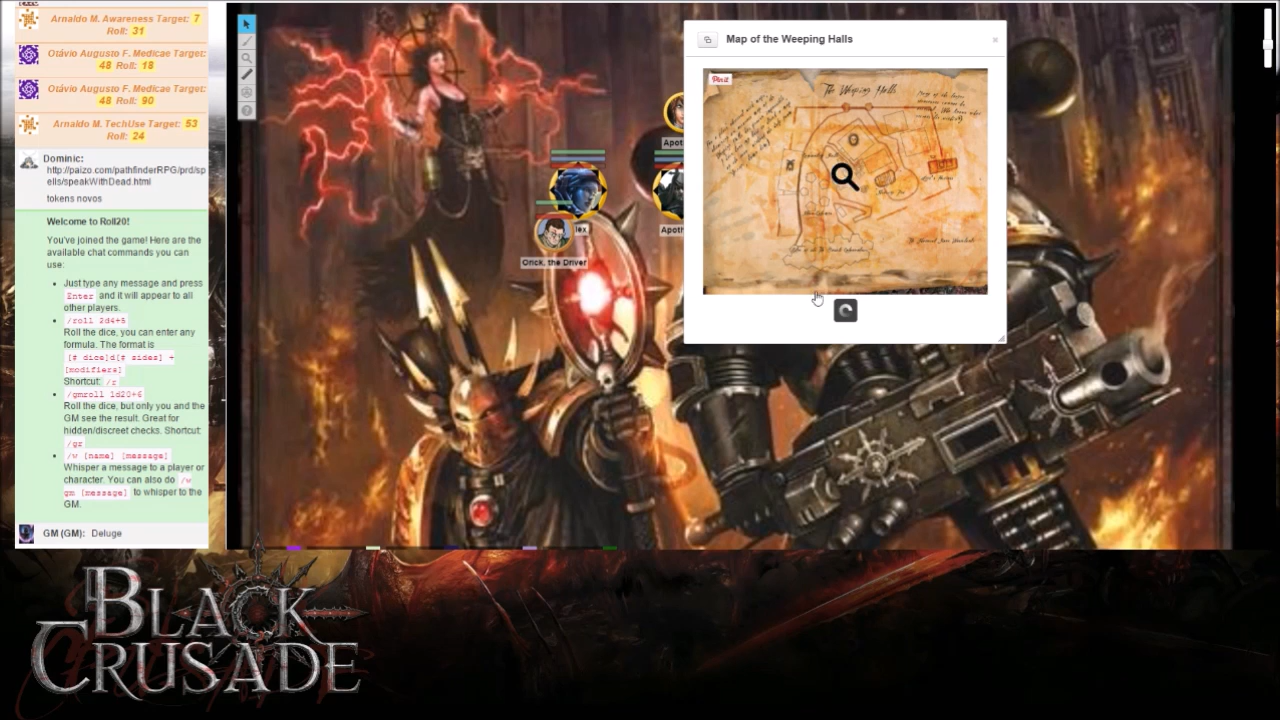 Arnaldo M. Awareness Target: 7
Roll: 31
Otávio Augusto F. Medicae Target:
48 Roll: 18
Otávio Augusto F. Medicae Target:
48 Roll: 90
Arnaldo M. TechUse Target: 53
Roll: 24
Dominic:
http://paizo.com/pathfinderRPG/prd/sp
ells/speakWithDead.html
tokens novos
Welcome to Roll20!
You've joined the game! Here are the
available chat commands you can
use:
Just type any message and press
Enter and it will appear to all
other players.
/roll 2d4+5
Roll the dice, you can enter any
formula. The format is
[# dice]d[# sides] +
[modifiers]
Shortcut: /r
/gmroll 1d20+6
Roll the dice, but only you and the
GM see the result. Great for
hidden/discreet checks. Shortcut:
/gr
/w [name] [message]
Whisper a message to a player or
character. You can also do /w
gm [message] to whisper to the
GM.
GM (GM): Deluge
Apot
lex,
Apoth
Orick, the Driver
Map of the Weeping Halls
Pin it
The Weeping Halls
BLACK
CRUSADE